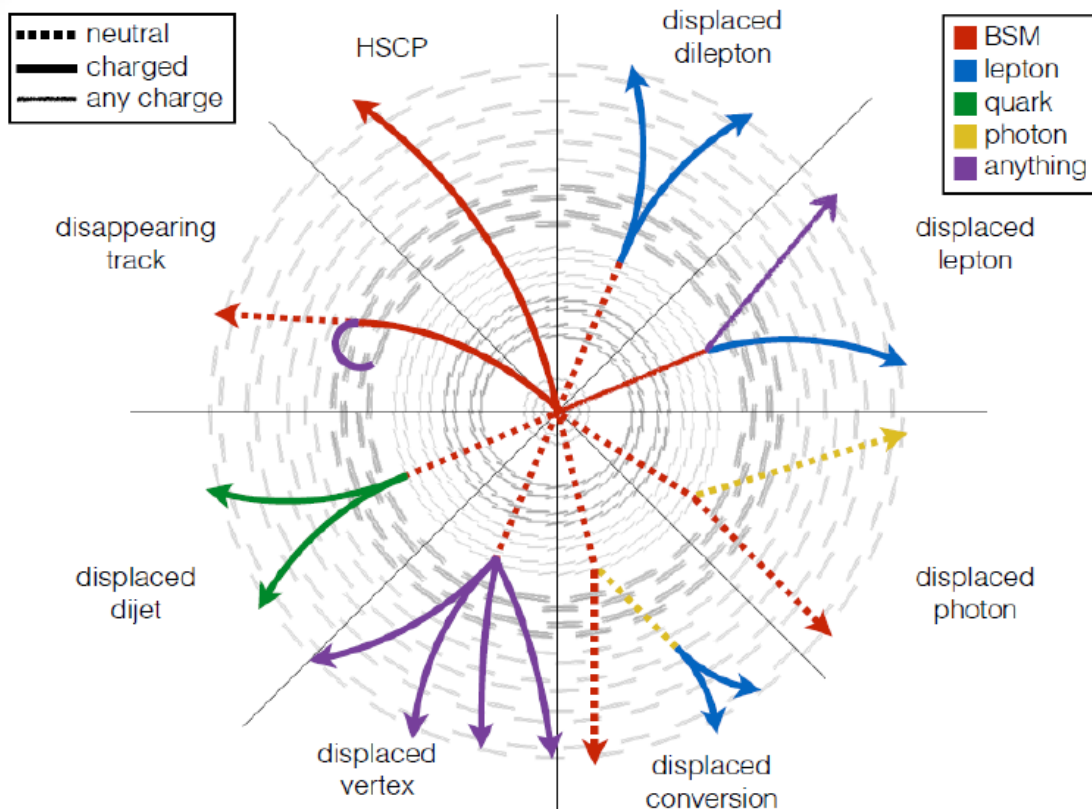 neutral
charged
any charge
HSCP
displaced
dilepton
BSM
lepton
quark
photon
anything
disappearing
track
displaced
lepton
displaced
dijet
displaced
photon
displaced
vertex
displaced
conversion